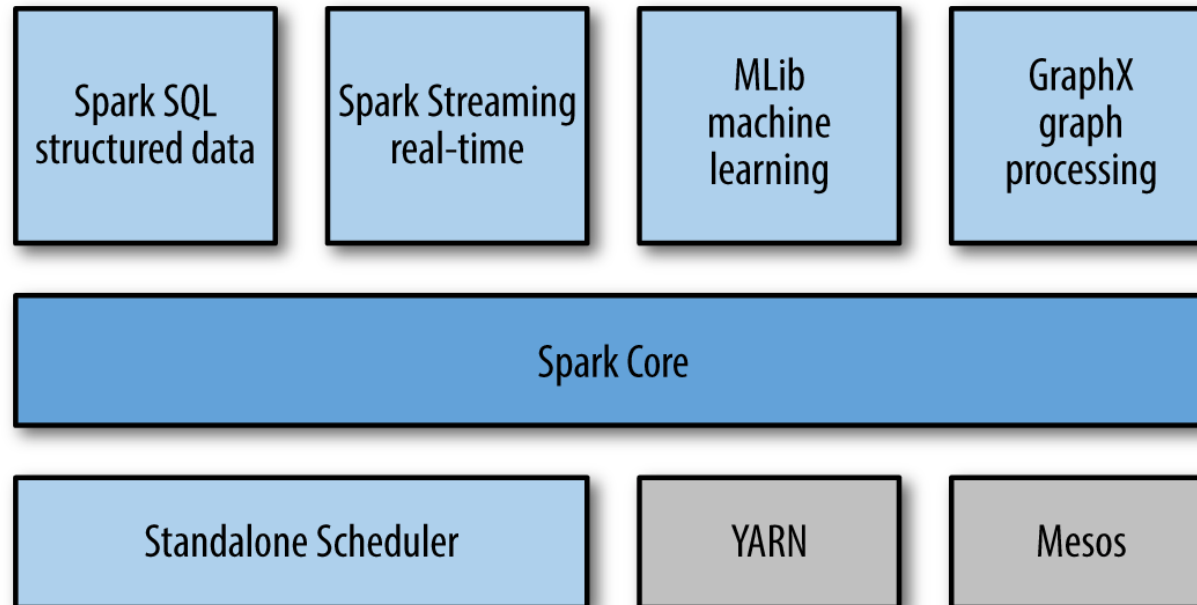 Spark SQL
structured data
Spark Streaming
real-time
MLib
machine
learning
GraphX
graph
processing
Spark Core
Standalone Scheduler
YARN
Mesos